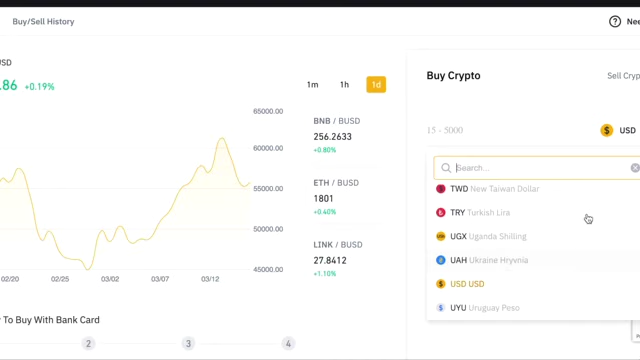 Buy/Sell History
Nee
USD
.86 +0.19%
1m 1h 1d
65000.00
60000.00
55000.00
50000.00
45000.00
02/20 02/25 03/02 03/07 03/12
BNB / BUSD
256.2633
+0.80%
ETH / BUSD
1801
+0.40%
LINK / BUSD
27.8412
+1.10%
Buy Crypto
Sell Cryp
15 - 5000
USD
Search...
TWD New Taiwan Dollar
TRY Turkish Lira
UGX Uganda Shilling
UAH Ukraine Hryvnia
USD USD
UYU Uruguay Peso
To Buy With Bank Card
2 3 4